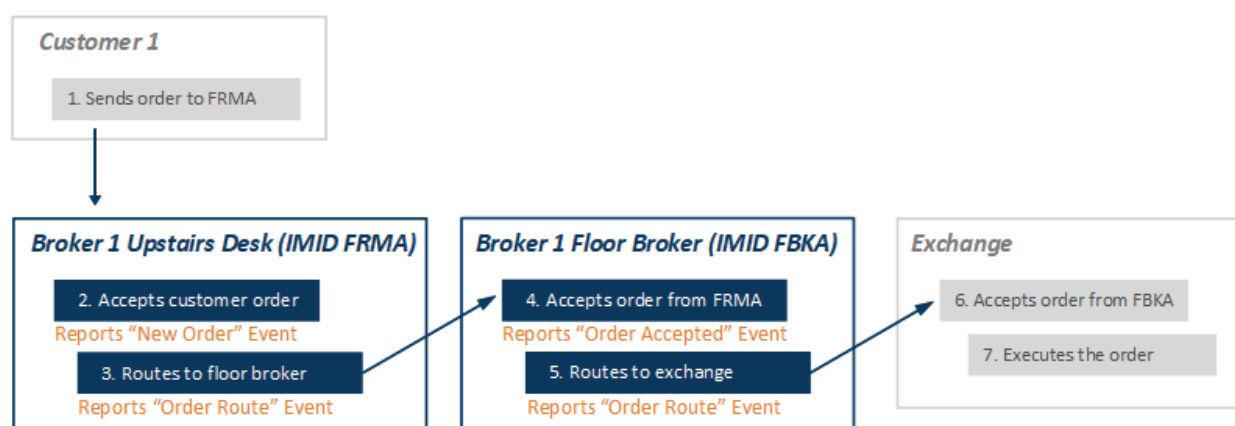 Customer 1
1. Sends order to FRMA
Broker 1 Upstairs Desk (IMID FRMA)
2. Accepts customer order
Reports “New Order” Event
3. Routes to floor broker
Reports “Order Route” Event
Broker 1 Floor Broker (IMID FBKA)
4. Accepts order from FRMA
Reports “Order Accepted” Event
5. Routes to exchange
Reports “Order Route” Event
Exchange
6. Accepts order from FBKA
7. Executes the order